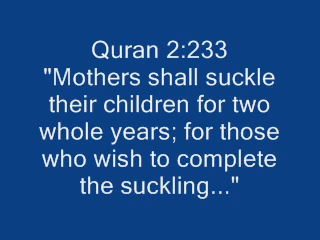 Quran 2:233
"Mothers shall suckle
their children for two
whole years; for those
who wish to complete
the suckling..."